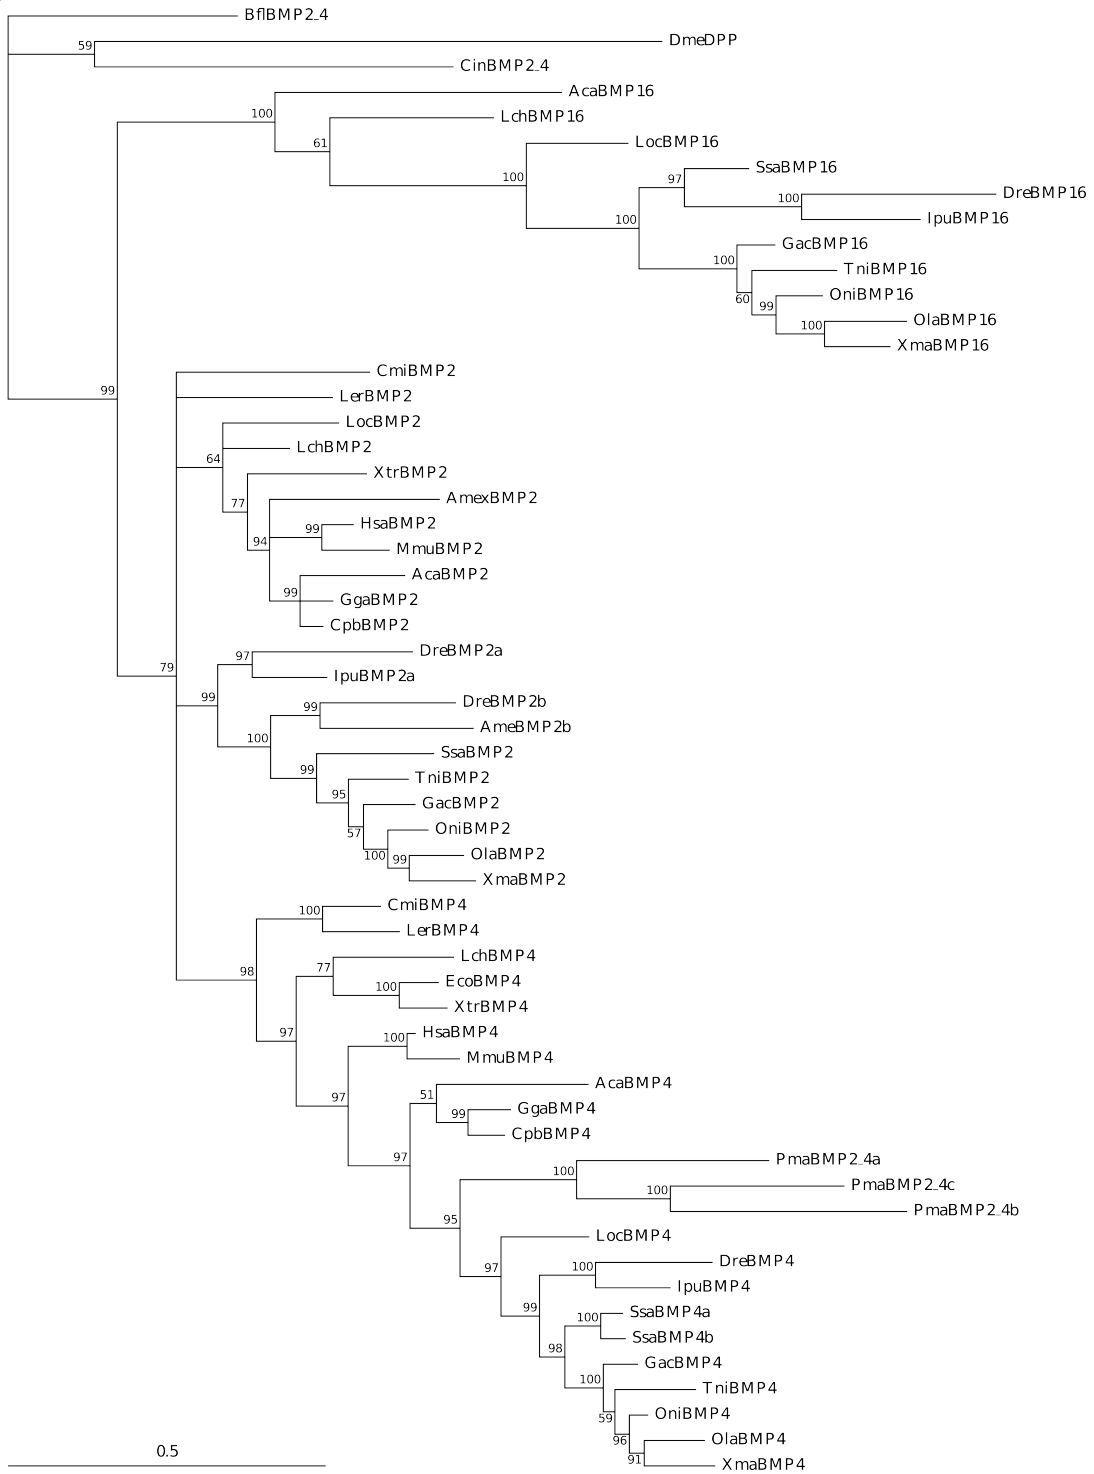 BflBMP2_4
59
DmeDPP
CinBMP2_4
AcaBMP16
100
LchBMP16
61
LocBMP16
100
SsaBMP16
97
DreBMP16
100
IpuBMP16
100
GacBMP16
100
TniBMP16
60
OniBMP16
99
OlaBMP16
100
XmaBMP16
99
CmiBMP2
LerBMP2
LocBMP2
LchBMP2
64
XtrBMP2
77
AmexBMP2
HsaBMP2
99
94
MmuBMP2
AcaBMP2
99
GgaBMP2
CpbBMP2
DreBMP2a
97
79
IpuBMP2a
99
DreBMP2b
99
AmeBMP2b
100
SsaBMP2
99
TniBMP2
95
GacBMP2
57
OniBMP2
100
OlaBMP2
99
XmaBMP2
CmiBMP4
100
LerBMP4
LchBMP4
98
77
EcoBMP4
100
XtrBMP4
97
HsaBMP4
100
MmuBMP4
AcaBMP4
97
51
GgaBMP4
99
CpbBMP4
97
PmaBMP2_4a
100
PmaBMP2_4c
100
PmaBMP2_4b
95
LocBMP4
DreBMP4
97
100
IpuBMP4
99
SsaBMP4a
100
SsaBMP4b
98
GacBMP4
100
TniBMP4
59
OniBMP4
96
OlaBMP4
91
XmaBMP4
0.5